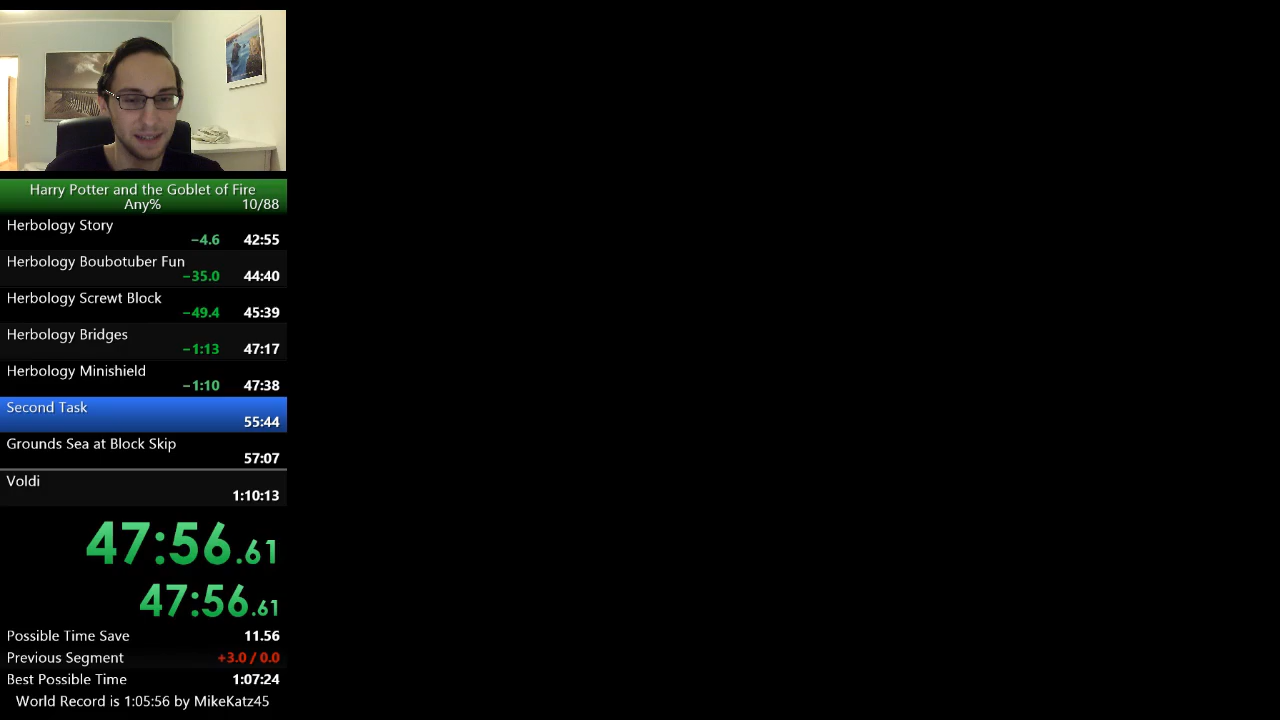 Harry Potter and the Goblet of Fire
Any% 10/88
Herbology Story
−4.6 42:55
Herbology Boubotuber Fun
−35.0 44:40
Herbology Screwt Block
−49.4 45:39
Herbology Bridges
−1:13 47:17
Herbology Minishield
−1:10 47:38
Second Task
55:44
Grounds Sea at Block Skip
57:07
Voldi
1:10:13
47:56.61
47:56.61
Possible Time Save 11.56
Previous Segment +3.0 / 0.0
Best Possible Time 1:07:24
World Record is 1:05:56 by MikeKatz45